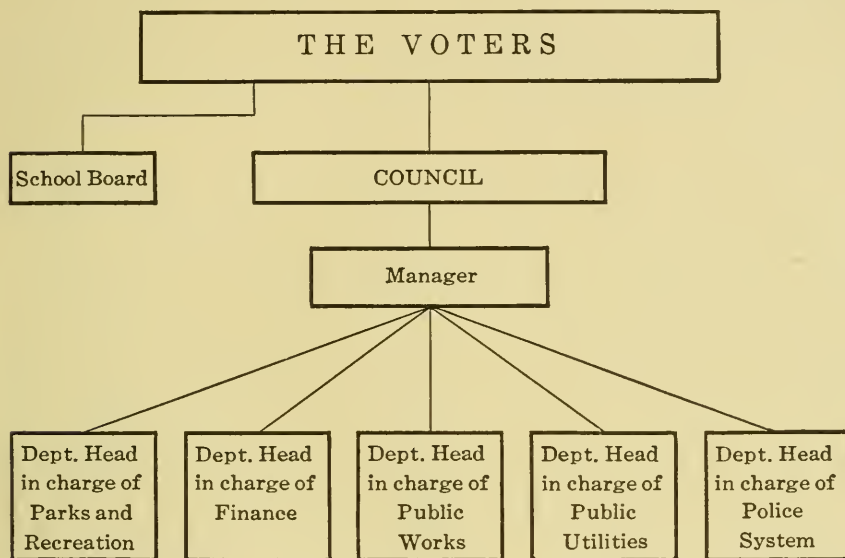 THE VOTERS
School Board
COUNCIL
Manager
Dept. Head
in charge of
Parks and
Recreation
Dept. Head
in charge of
Finance
Dept. Head
in charge of
Public
Works
Dept. Head
in charge of
Public
Utilities
Dept. Head
in charge of
Police
System